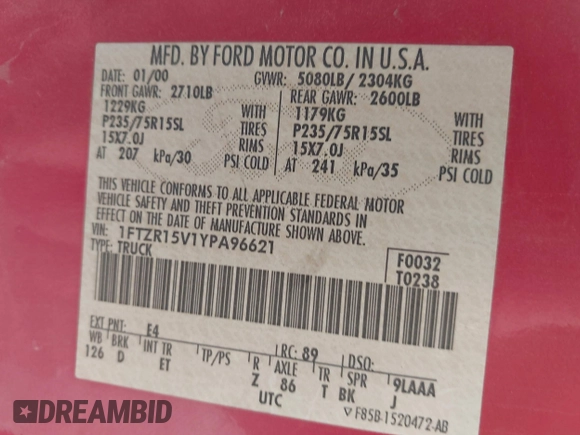 MFD. BY FORD MOTOR CO. IN U.S.A.
DATE: 01/00 GVWR: 5080LB/ 2304KG
FRONT GAWR: 2710LB REAR GAWR: 2600LB
1229KG WITH 1179KG WITH
P235/75R15SL TIRES P235/75R15SL TIRES
15X7.0J RIMS 15X7.0J RIMS
AT 207 kPa/30 PSI COLD AT 241 kPa/35 PSI COLD
THIS VEHICLE CONFORMS TO ALL APPLICABLE FEDERAL MOTOR
VEHICLE SAFETY AND THEFT PREVENTION STANDARDS IN
EFFECT ON THE DATE OF MANUFACTURE SHOWN ABOVE.
VIN: 1FTZR15V1YPA96621 F0032
TYPE: TRUCK T0238
EXT PNT: E4 RC: 89 DSO:
WB BRK INT TR TP/PS R AXLE TR SPR 9LAAA
126 D ET Z 86 T BK J
UTC
F85B-1520472-AB
DREAMBID